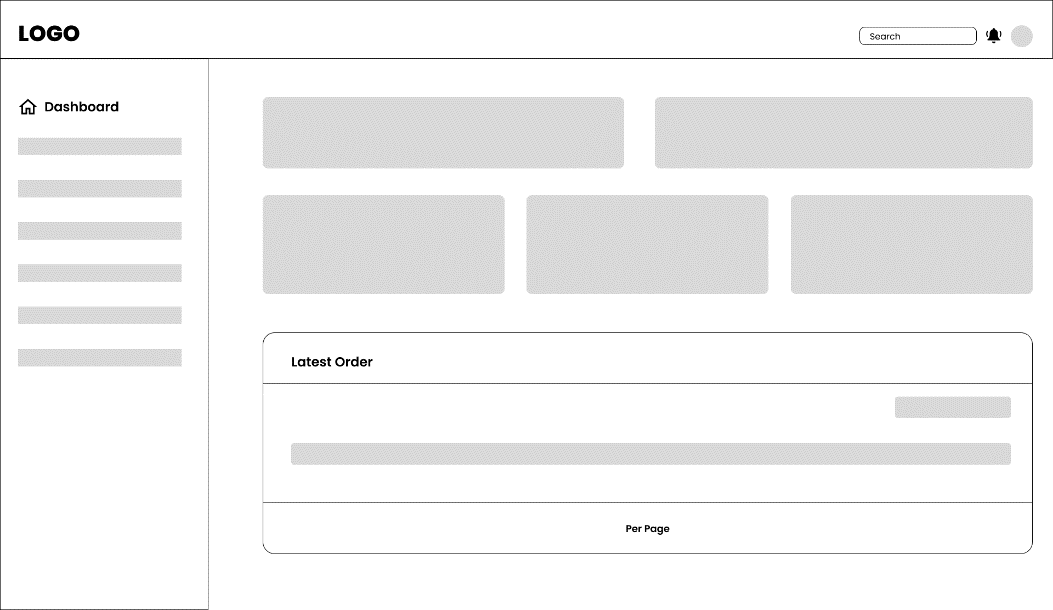 LOGO
Search
Dashboard
Latest Order
Per Page